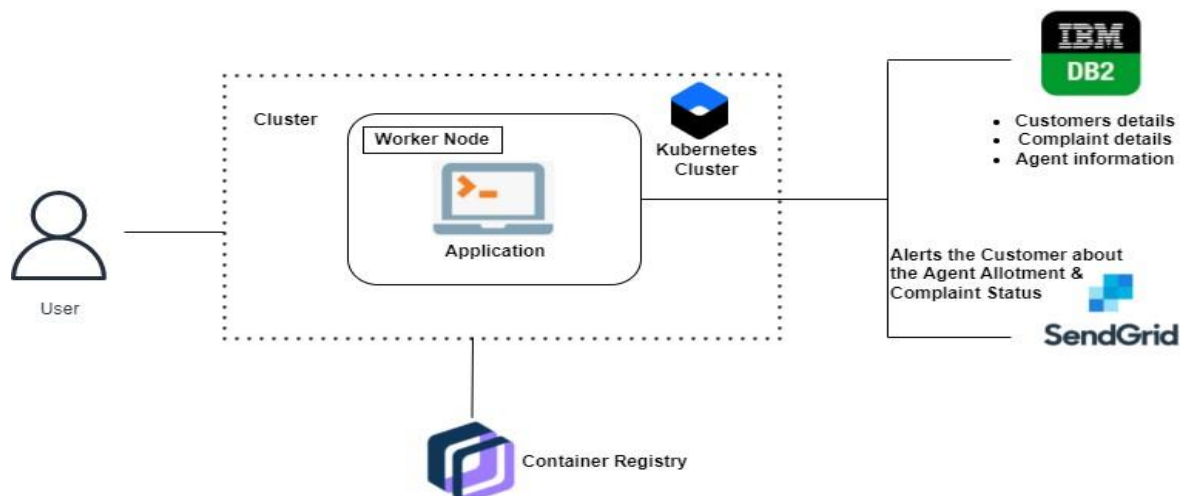 IBM
DB2
Customers details
Complaint details
Agent information
Cluster
Worker Node
Kubernetes
Cluster
Application
User
Alerts the Customer about
the Agent Allotment &
Complaint Status
SendGrid
Container Registry